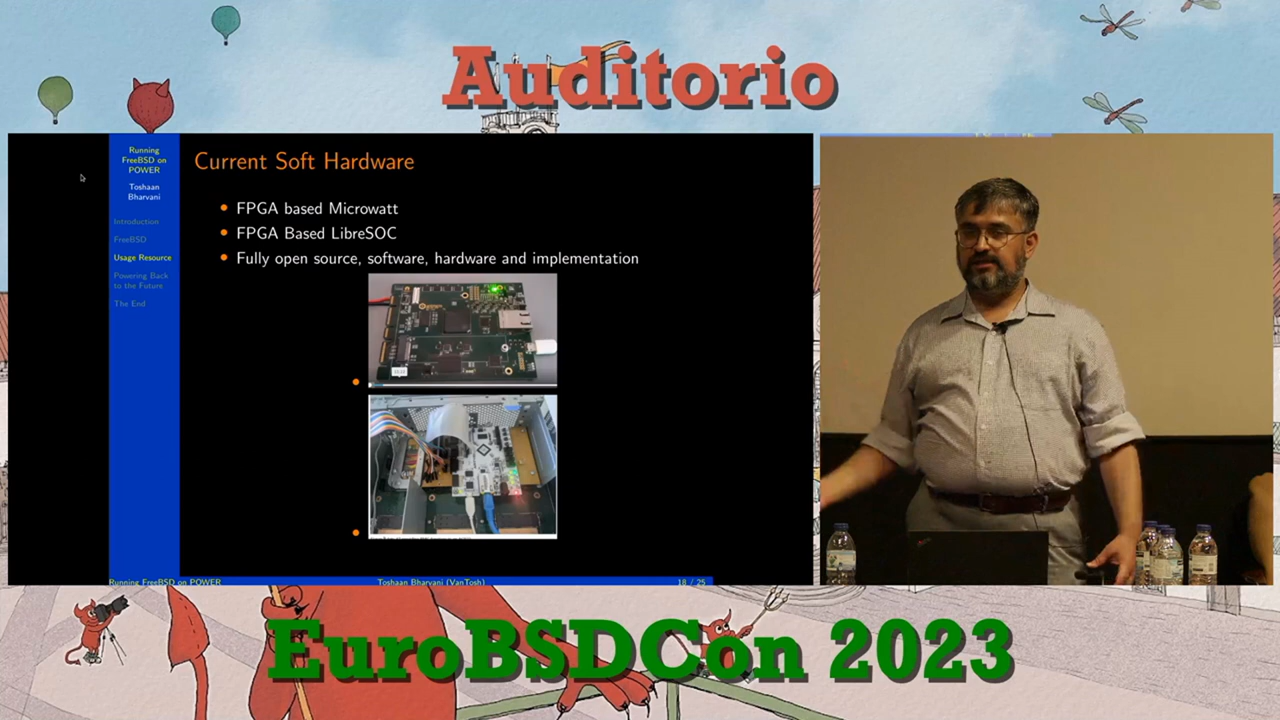 Auditorio
Running
FreeBSD on
POWER
Toshaan
Bharvani
Introduction
FreeBSD
Usage Resource
Powering Back
to the Future
The End
Current Soft Hardware
FPGA based Microwatt
FPGA Based LibreSOC
Fully open source, software, hardware and implementation
Running FreeBSD on POWER
Toshaan Bharvani (VanTosh)
18 / 25
EuroBSDCon 2023